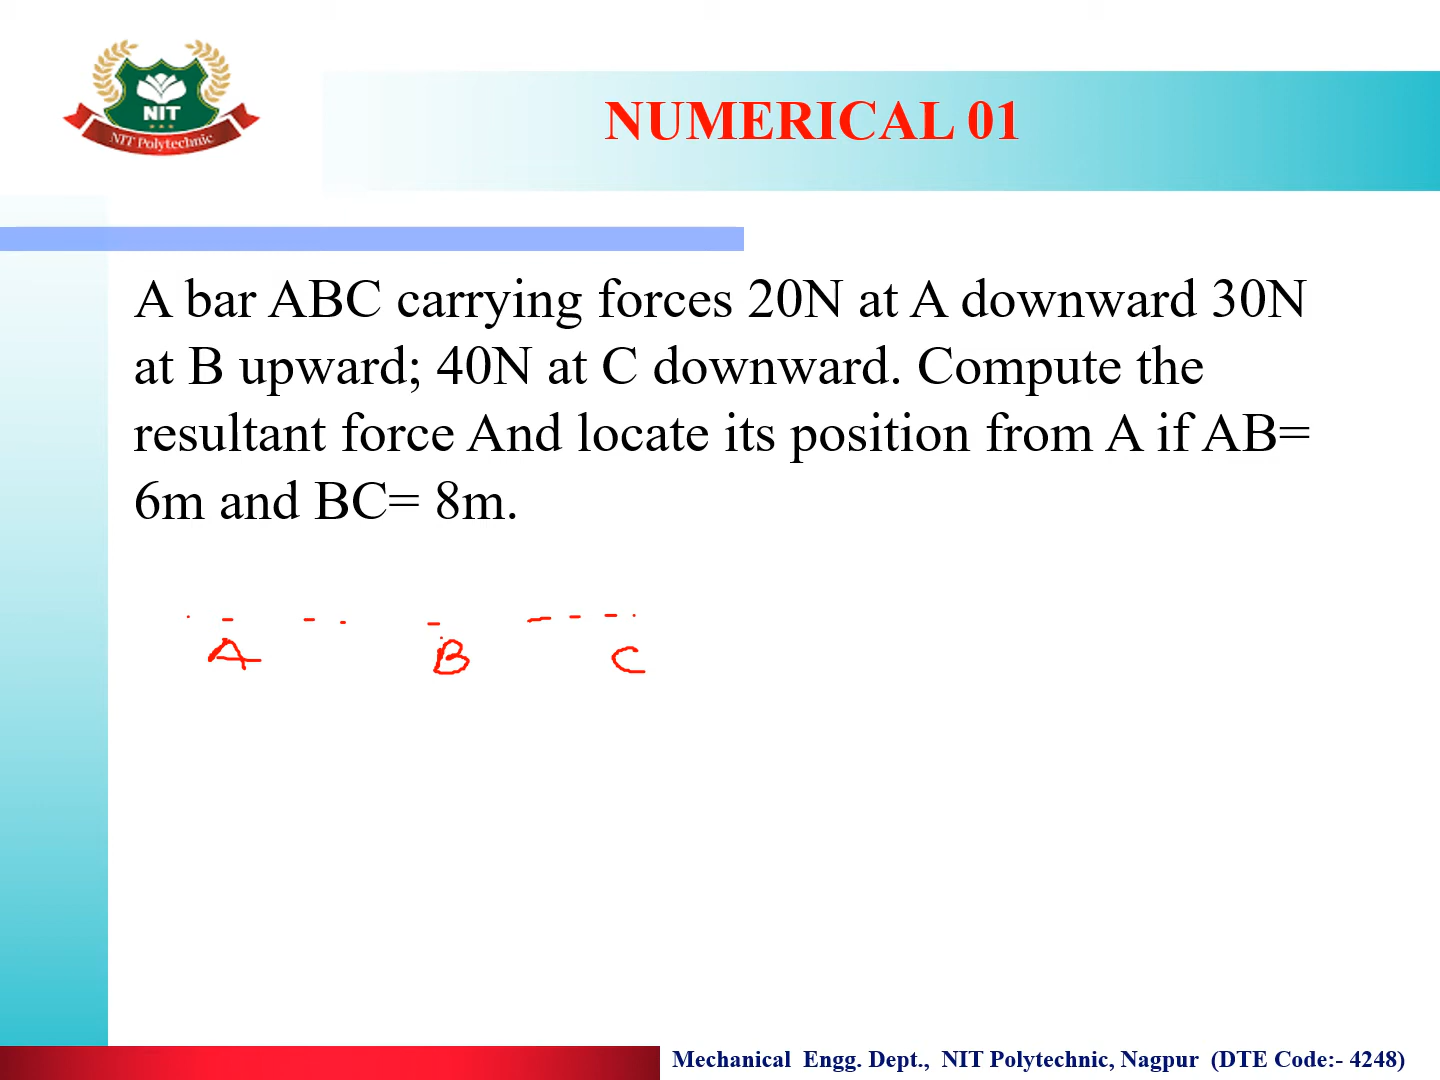 NIT
NIT Polytechnic
NUMERICAL 01
A bar ABC carrying forces 20N at A downward 30N
at B upward; 40N at C downward. Compute the
resultant force And locate its position from A if AB=
6m and BC= 8m.
A B C
Mechanical Engg. Dept., NIT Polytechnic, Nagpur (DTE Code:- 4248)